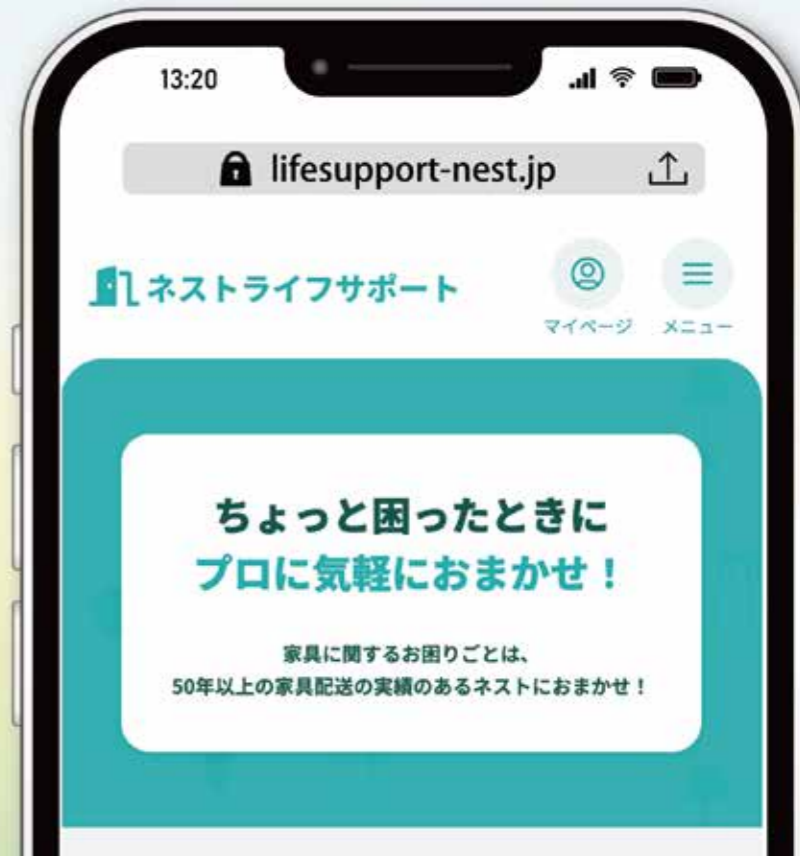 13:20
lifesupport-nest.jp
ネストライフサポート
マイページ
メニュー
ちょっと困ったときに
プロに気軽におまかせ！
家具に関するお困りごとは、
50年以上の家具配送の実績のあるネストにおまかせ！